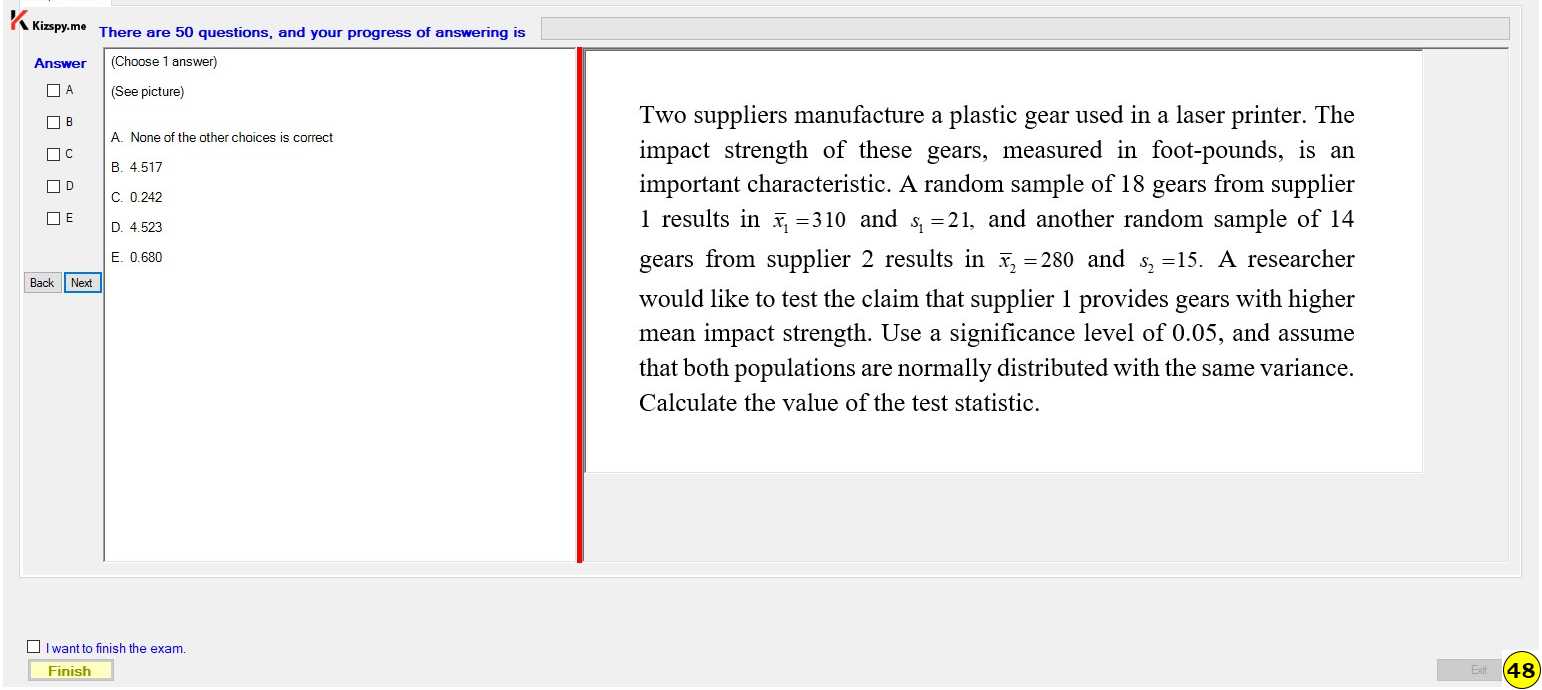 Kizspy.me
There are 50 questions, and your progress of answering is
Answer
A
B
C
D
E
Back Next
(Choose 1 answer)
(See picture)
A. None of the other choices is correct
B. 4.517
C. 0.242
D. 4.523
E. 0.680
Two suppliers manufacture a plastic gear used in a laser printer. The
impact strength of these gears, measured in foot-pounds, is an
important characteristic. A random sample of 18 gears from supplier
1 results in x̄₁ = 310 and s₁ = 21, and another random sample of 14
gears from supplier 2 results in x̄₂ = 280 and s₂ = 15. A researcher
would like to test the claim that supplier 1 provides gears with higher
mean impact strength. Use a significance level of 0.05, and assume
that both populations are normally distributed with the same variance.
Calculate the value of the test statistic.
I want to finish the exam.
Finish
Exit
48